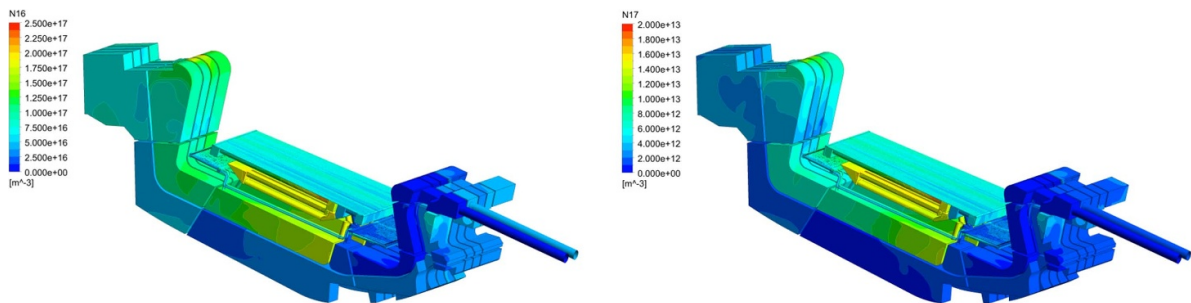 N16
2.500e+17
2.250e+17
2.000e+17
1.750e+17
1.500e+17
1.250e+17
1.000e+17
7.500e+16
5.000e+16
2.500e+16
0.000e+00
[m^-3]
N17
2.000e+13
1.800e+13
1.600e+13
1.400e+13
1.200e+13
1.000e+13
8.000e+12
6.000e+12
4.000e+12
2.000e+12
0.000e+00
[m^-3]